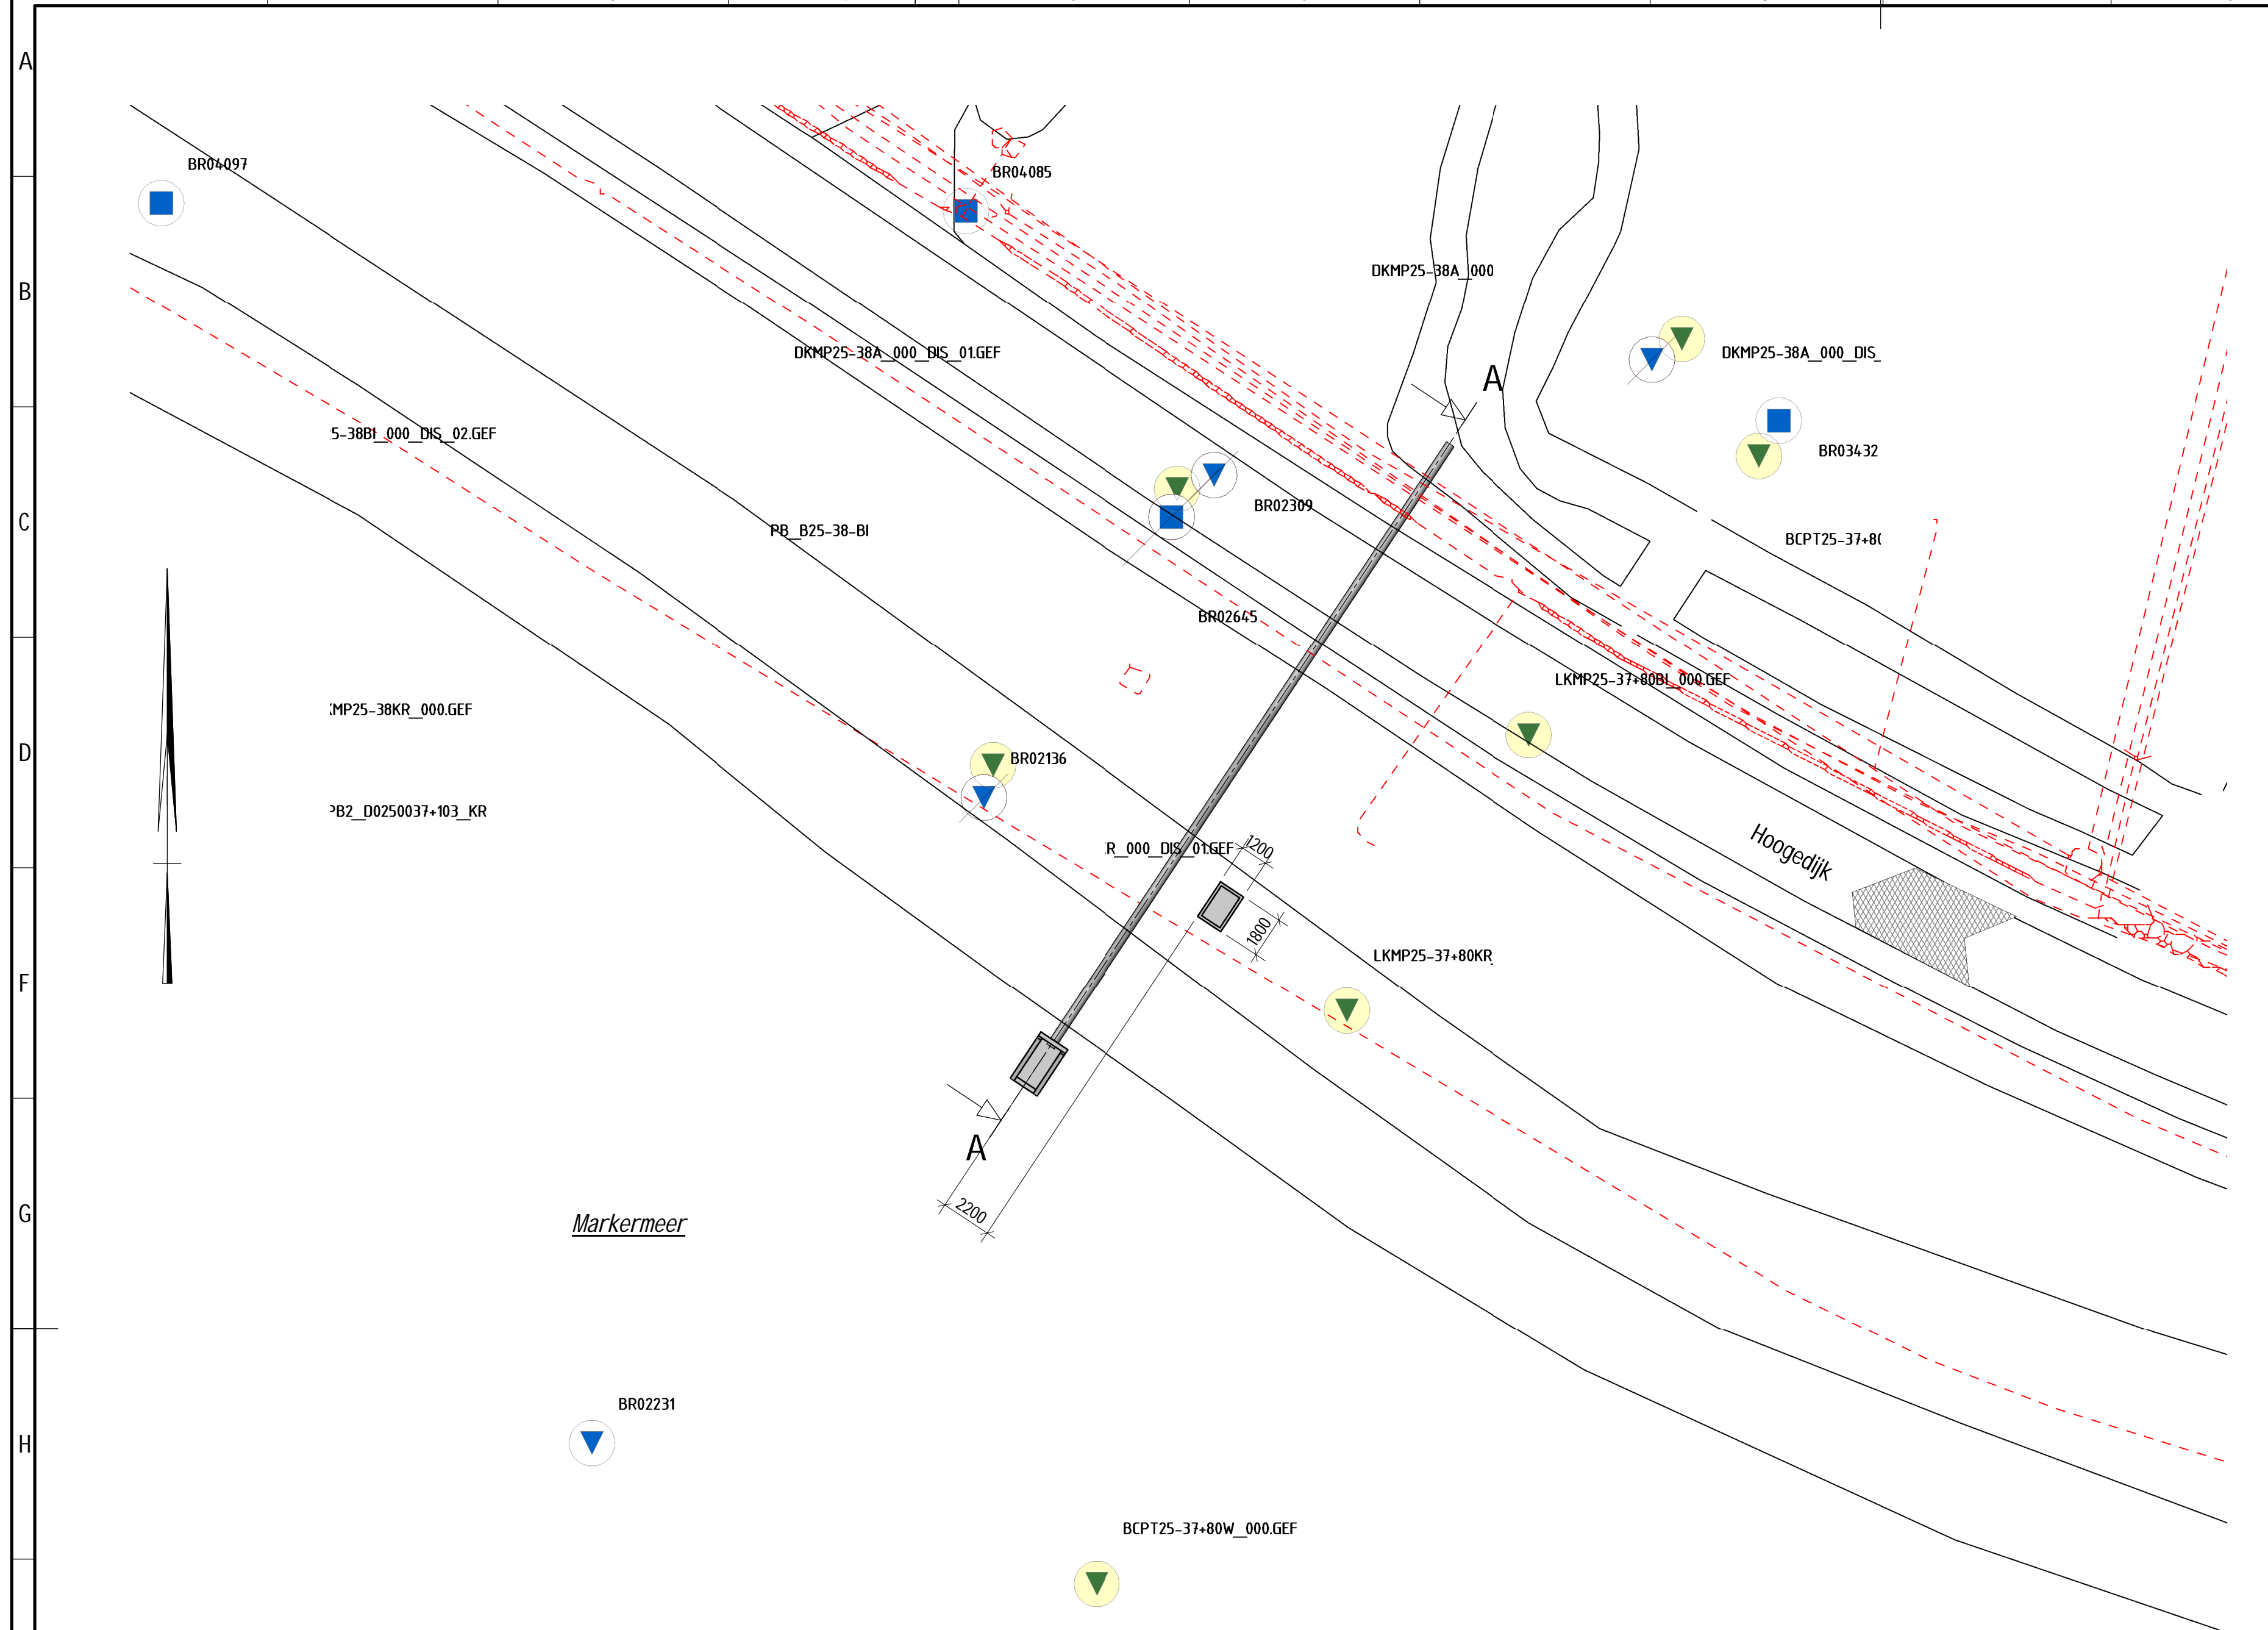 A
BR04097
BR04085
DKMP25-38A_000
B
DKMP25-38A_000_DIS_01.GEF
DKMP25-38A_000_DIS_
A
5-38BI_000_DIS_02.GEF
BR03432
BR02309
C
PB_B25-38-BI
BCPT25-37+80
BR02645
LKMP25-37+80BI_000.GEF
MP25-38KR_000.GEF
D
BR02136
PB2_D0250037+103_KR
R_000_DIS_01.GEF
1200
Hoogedijk
1800
LKMP25-37+80KR_
F
A
2200
G
Markermeer
BR02231
H
BCPT25-37+80W_000.GEF